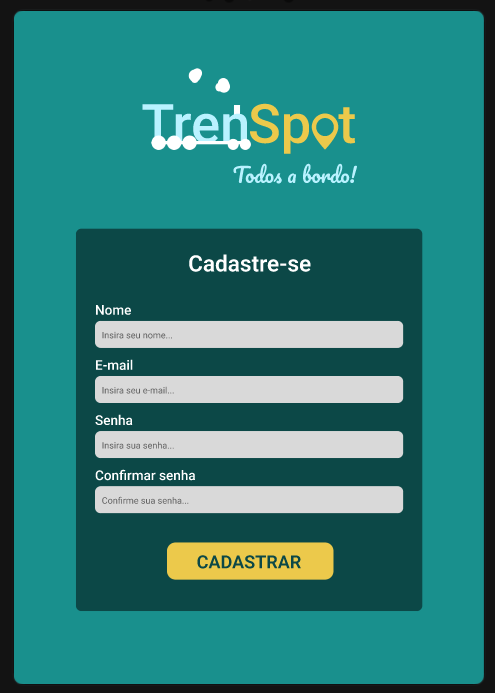 TrenSpot
Todos a bordo!
Cadastre-se
Nome
Insira seu nome...
E-mail
Insira seu e-mail...
Senha
Insira sua senha...
Confirmar senha
Confirme sua senha...
CADASTRAR